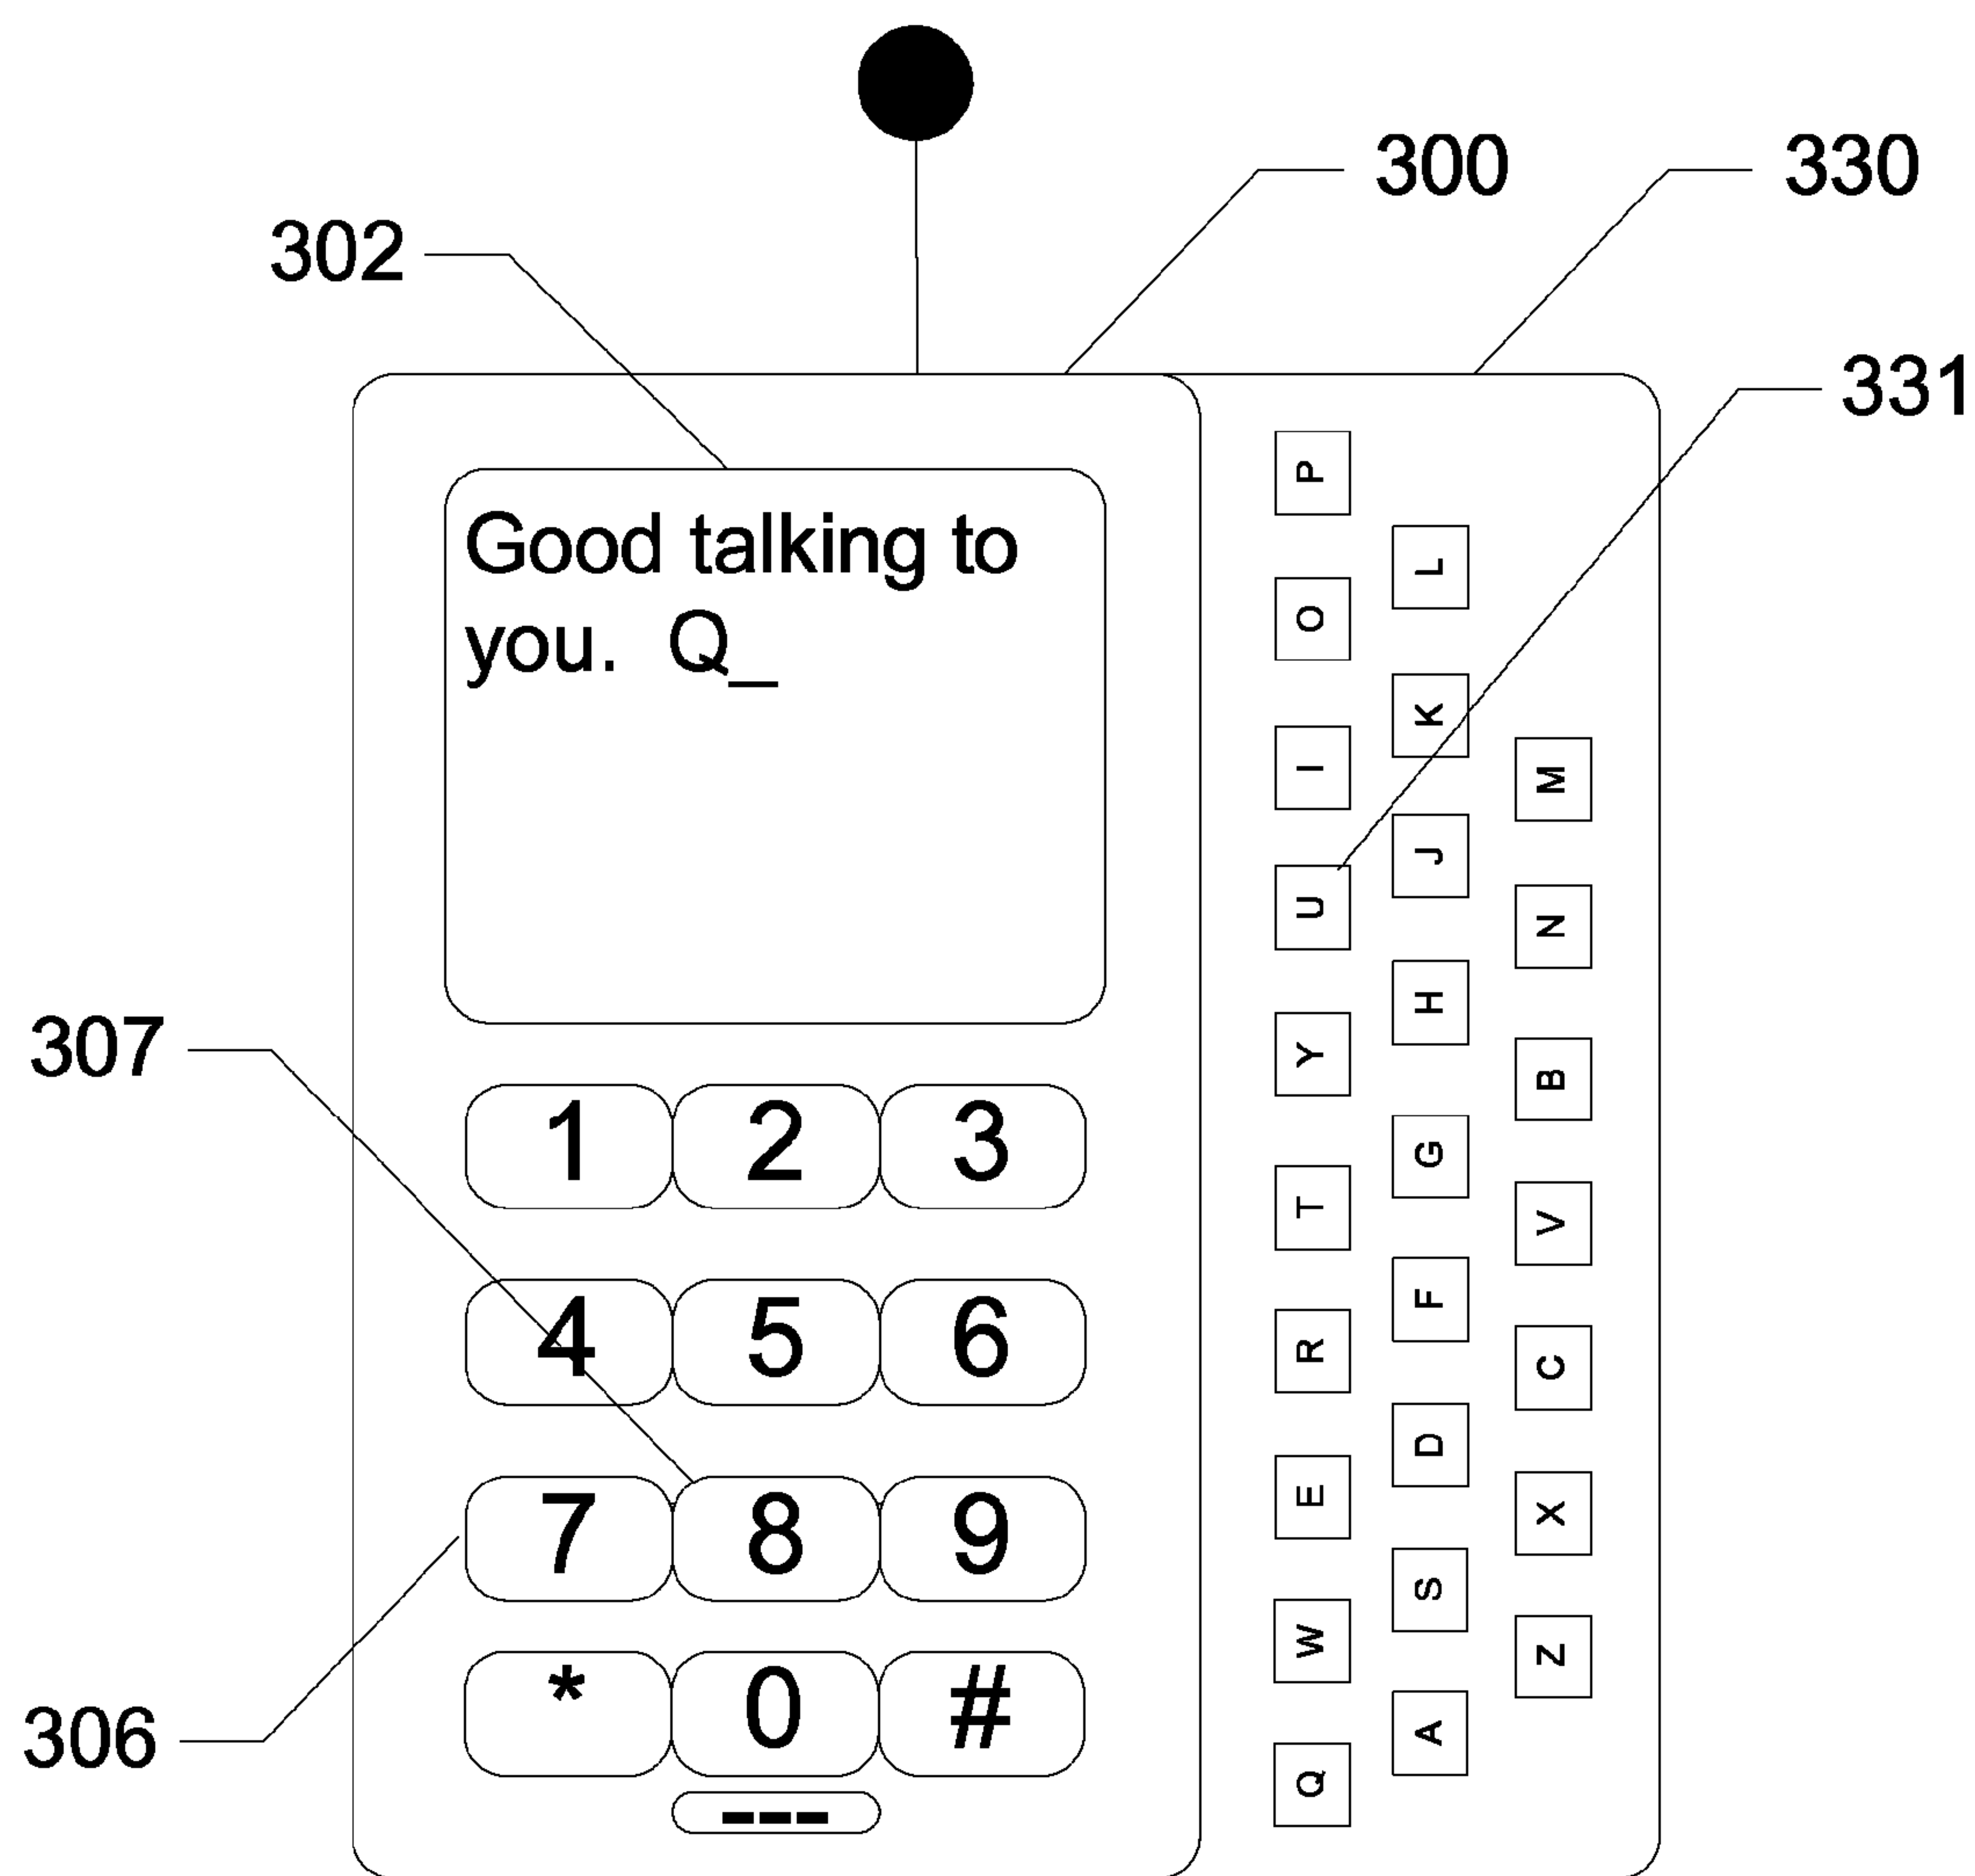 300
330
302
331
Good talking to
you.  Q_
307
1 2 3
4 5 6
7 8 9
* 0 #
---
306
Q W E R T Y U I O P
A S D F G H J K L
Z X C V B N M